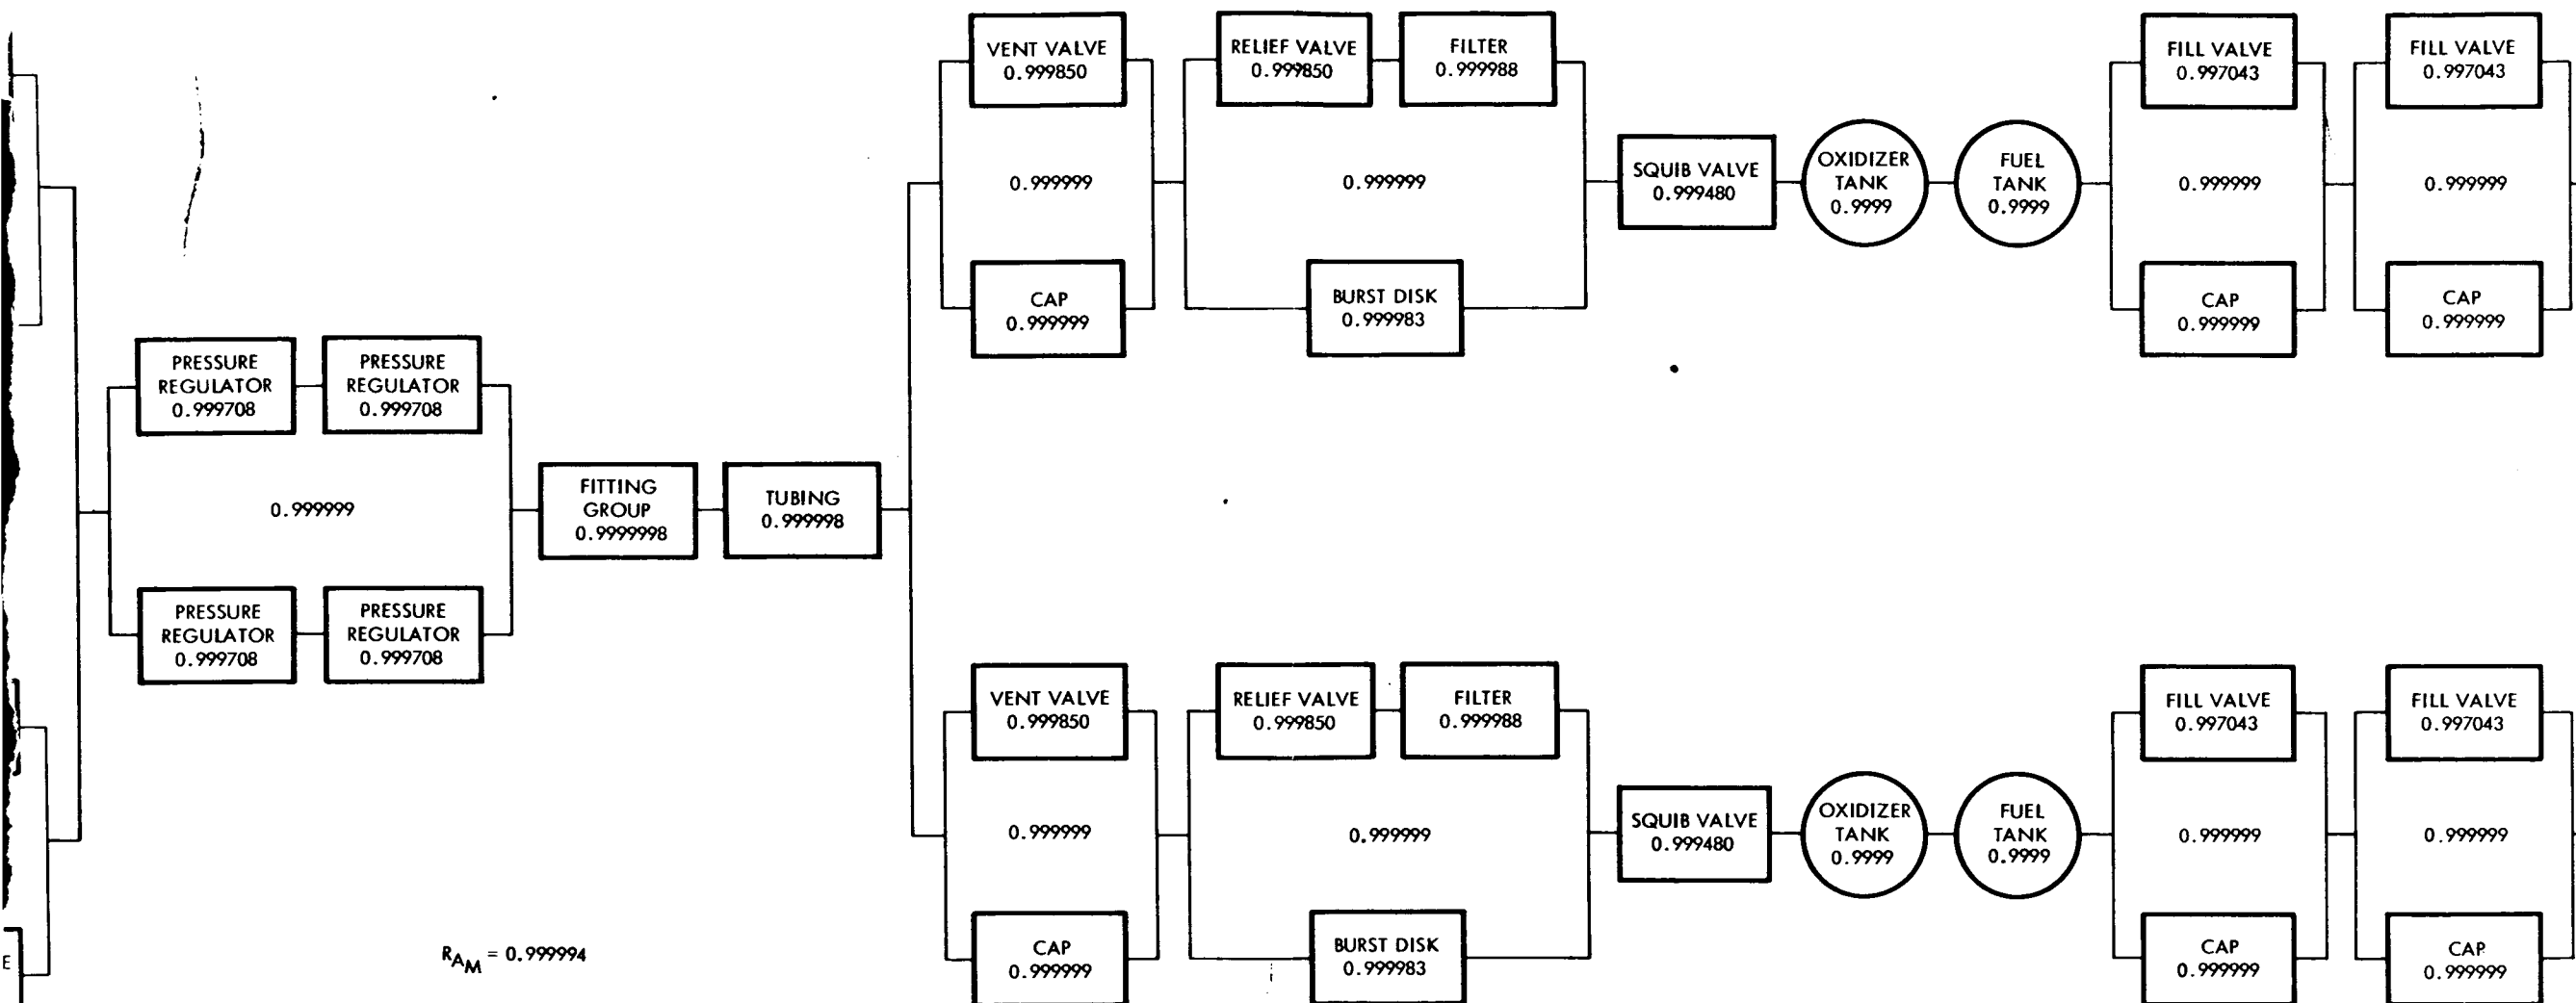 VENT VALVE
0.999850
RELIEF VALVE
0.999850
FILTER
0.999988
FILL VALVE
0.997043
FILL VALVE
0.997043
0.999999
0.999999
SQUIB VALVE
0.999480
OXIDIZER
TANK
0.9999
FUEL
TANK
0.9999
0.999999
0.999999
CAP
0.999999
BURST DISK
0.999983
CAP
0.999999
CAP
0.999999
PRESSURE
REGULATOR
0.999708
PRESSURE
REGULATOR
0.999708
0.999999
FITTING
GROUP
0.9999998
TUBING
0.999998
PRESSURE
REGULATOR
0.999708
PRESSURE
REGULATOR
0.999708
VENT VALVE
0.999850
RELIEF VALVE
0.999850
FILTER
0.999988
FILL VALVE
0.997043
FILL VALVE
0.997043
0.999999
0.999999
SQUIB VALVE
0.999480
OXIDIZER
TANK
0.9999
FUEL
TANK
0.9999
0.999999
0.999999
E
RAM = 0.999994
CAP
0.999999
BURST DISK
0.999983
CAP
0.999999
CAP
0.999999